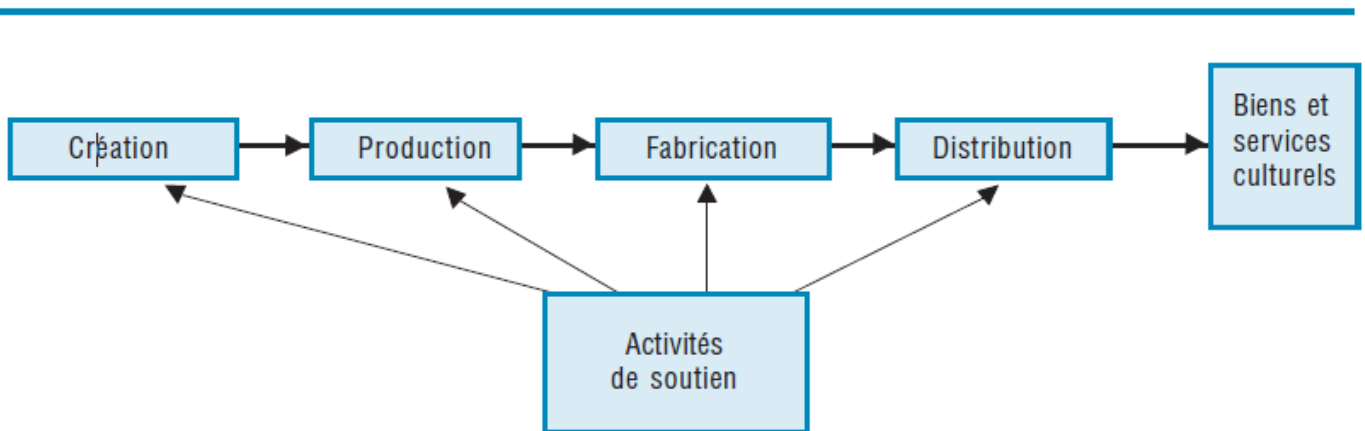 Création
Production
Fabrication
Distribution
Biens et
services
culturels
Activités
de soutien